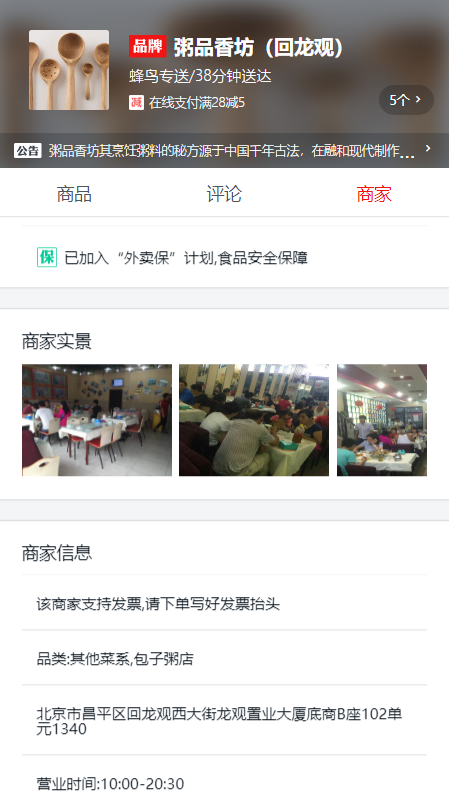 品牌 粥品香坊（回龙观）
蜂鸟专送/38分钟送达
减 在线支付满28减5
5个 >
公告 粥品香坊其烹饪粥料的秘方源于中国千年古法，在融和现代制作... >
商品 评论 商家
保 已加入“外卖保”计划,食品安全保障
商家实景
商家信息
该商家支持发票,请下单写好发票抬头
品类:其他菜系,包子粥店
北京市昌平区回龙观西大街龙观置业大厦底商B座102单
元1340
营业时间:10:00-20:30